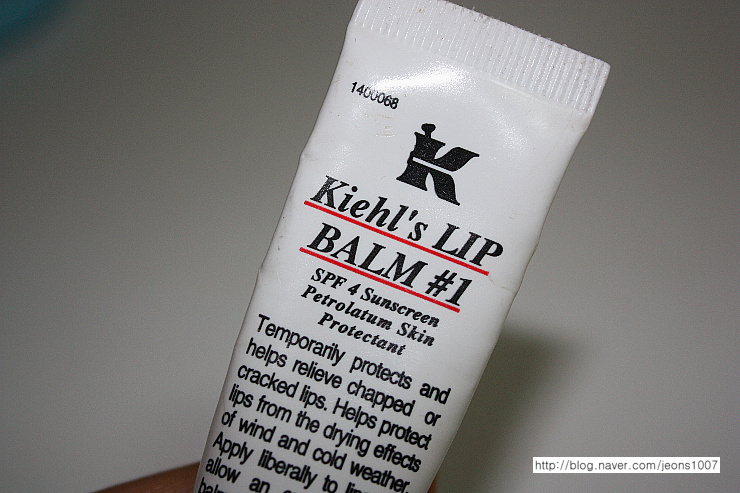 1400068
Kiehl's LIP
BALM #1
SPF 4 Sunscreen
Petrolatum Skin
Protectant
Temporarily protects and
helps relieve chapped or
cracked lips. Helps protect
lips from the drying effects
of wind and cold weather.
Apply liberally to
allow an
http://blog.naver.com/jeons1007